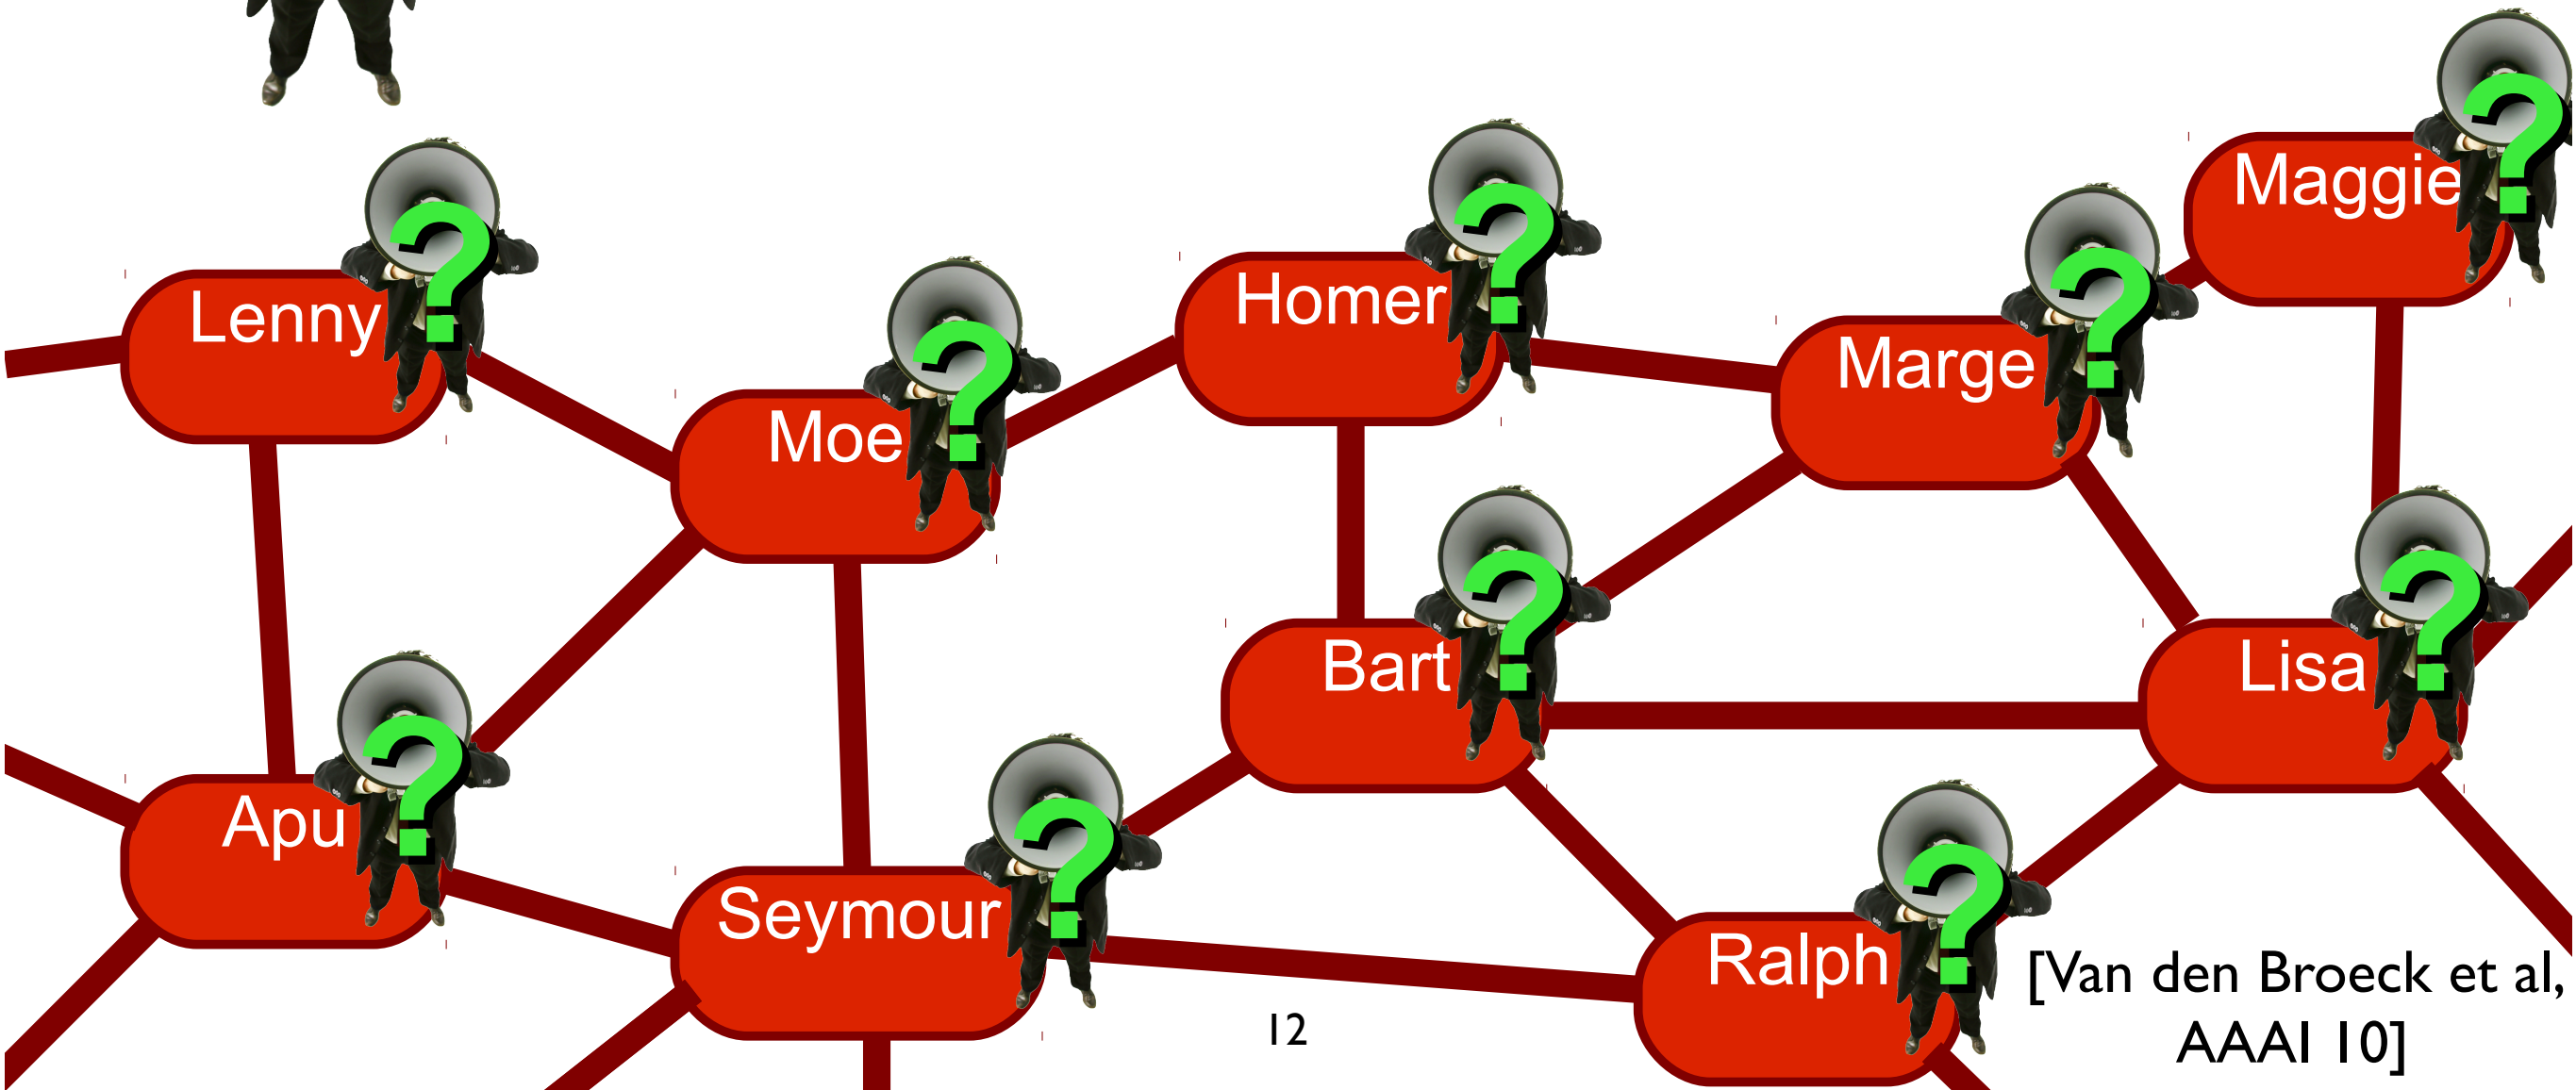 Maggie
Lenny
Homer
Marge
Moe
Bart
Lisa
Apu
Seymour
Ralph
[Van den Broeck et al,
AAAI 10]
12